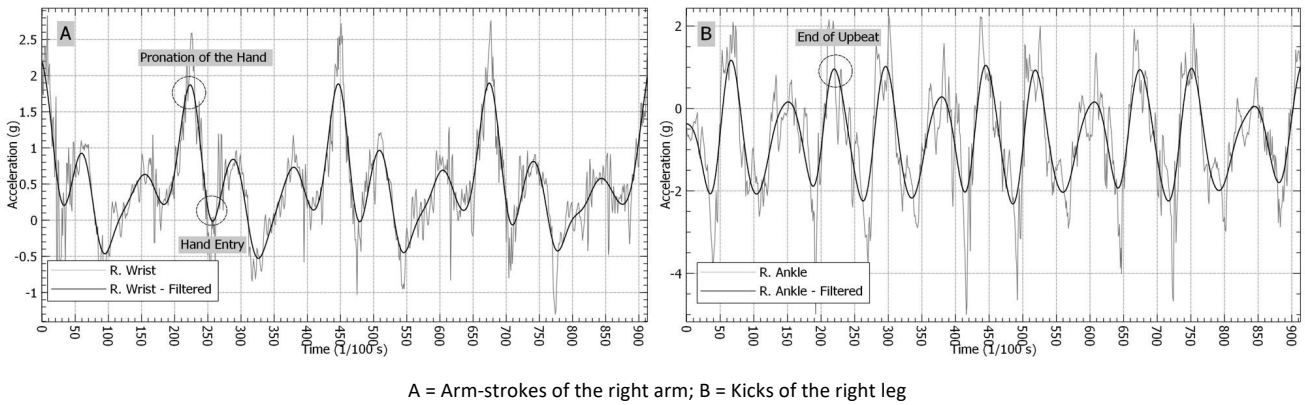 A
Pronation of the Hand
Hand Entry
R. Wrist
R. Wrist - Filtered
2.5
2
1.5
1
0.5
0
-0.5
-1
Acceleration (g)
0 50 100 150 200 250 300 350 400 450 500 550 600 650 700 750 800 850 900
Time (1/100 s)
B
End of Upbeat
R. Ankle
R. Ankle - Filtered
2
0
-2
-4
Acceleration (g)
0 50 100 150 200 250 300 350 400 450 500 550 600 650 700 750 800 850 900
Time (1/100 s)
A = Arm-strokes of the right arm; B = Kicks of the right leg